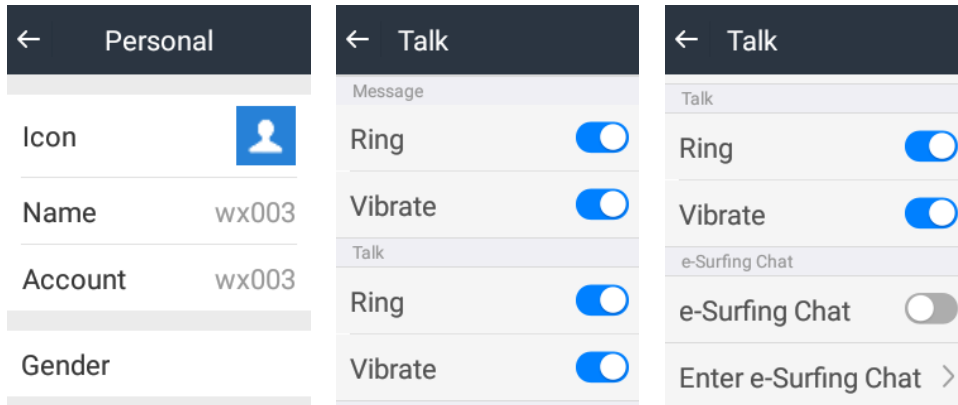 Personal
Icon
Name wx003
Account wx003
Gender
Talk
Message
Ring
Vibrate
Talk
Ring
Vibrate
Talk
Talk
Ring
Vibrate
e-Surfing Chat
e-Surfing Chat
Enter e-Surfing Chat